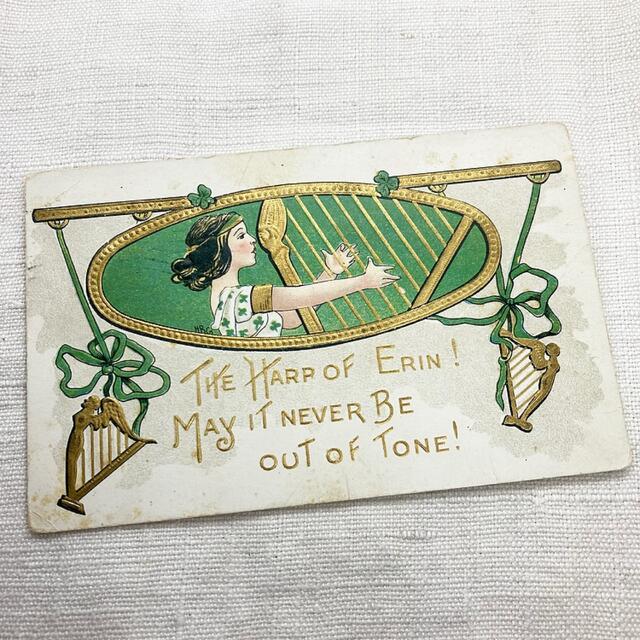 The Harp of Erin!
May it never Be
out of Tone!